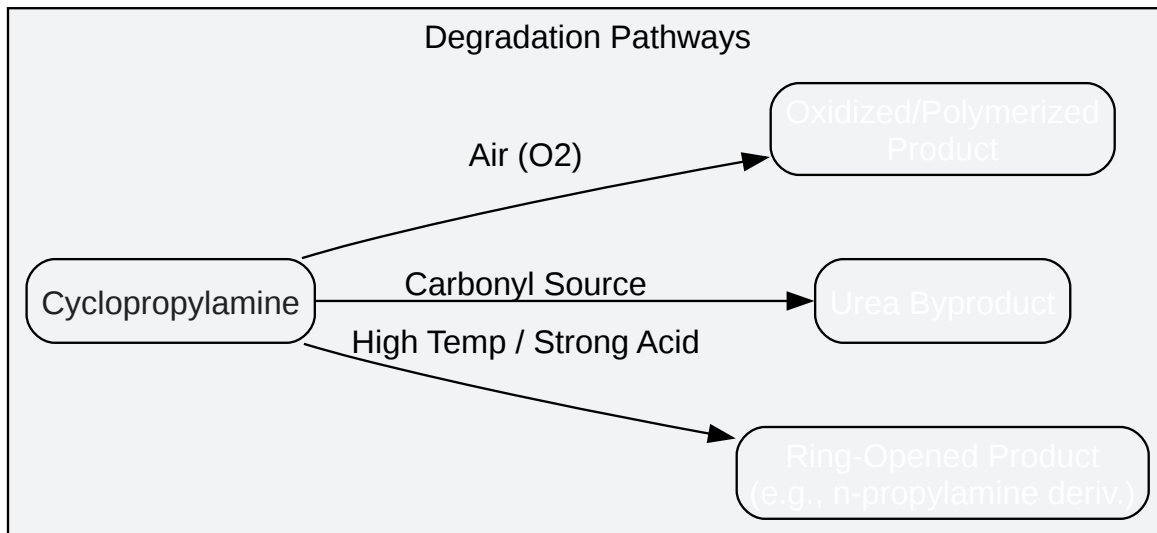 Degradation Pathways
Oxidized/Polymerized
Product
Air (O2)
Cyclopropylamine
Carbonyl Source
Urea Byproduct
High Temp / Strong Acid
Ring-Opened Product
(e.g., n-propylamine deriv.)